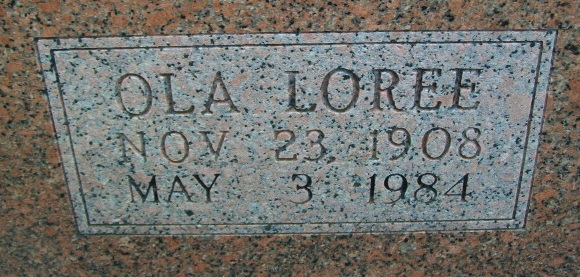 OLA LOREE
NOV 23, 1908
MAY 3 1984